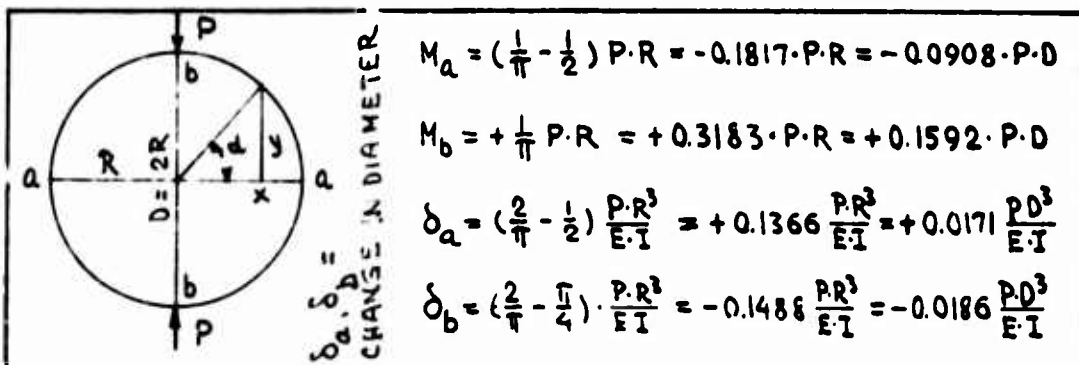 P
b
R
α
y
a
a
x
D = 2R
b
P
δa, δb =
CHANGE IN DIAMETER
Ma = (1/π - 1/2) P·R = -0.1817·P·R = -0.0908·P·D
Mb = + 1/π P·R = +0.3183·P·R = +0.1592·P·D
δa = (2/π - 1/2) P·R³/E·I = +0.1366 P·R³/E·I = +0.0171 PD³/E·I
δb = (2/π - π/4)· P·R³/E·I = -0.1488 P·R³/E·I = -0.0186 P·D³/E·I